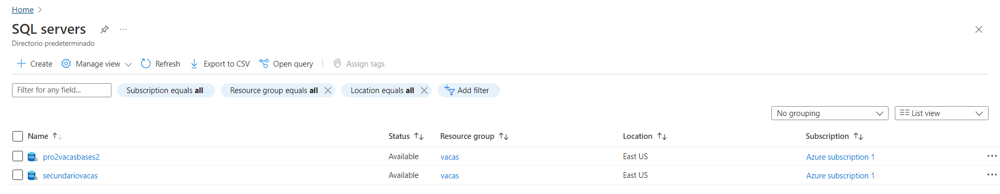 Home
SQL servers
Directorio predeterminado
Create Manage view Refresh Export to CSV Open query Assign tags
Filter for any field... Subscription equals all Resource group equals all Location equals all Add filter
No grouping List view
Name Status Resource group Location Subscription
SQL pro2vacasbases2 Available vacas East US Azure subscription 1
SQL secundariovacas Available vacas East US Azure subscription 1